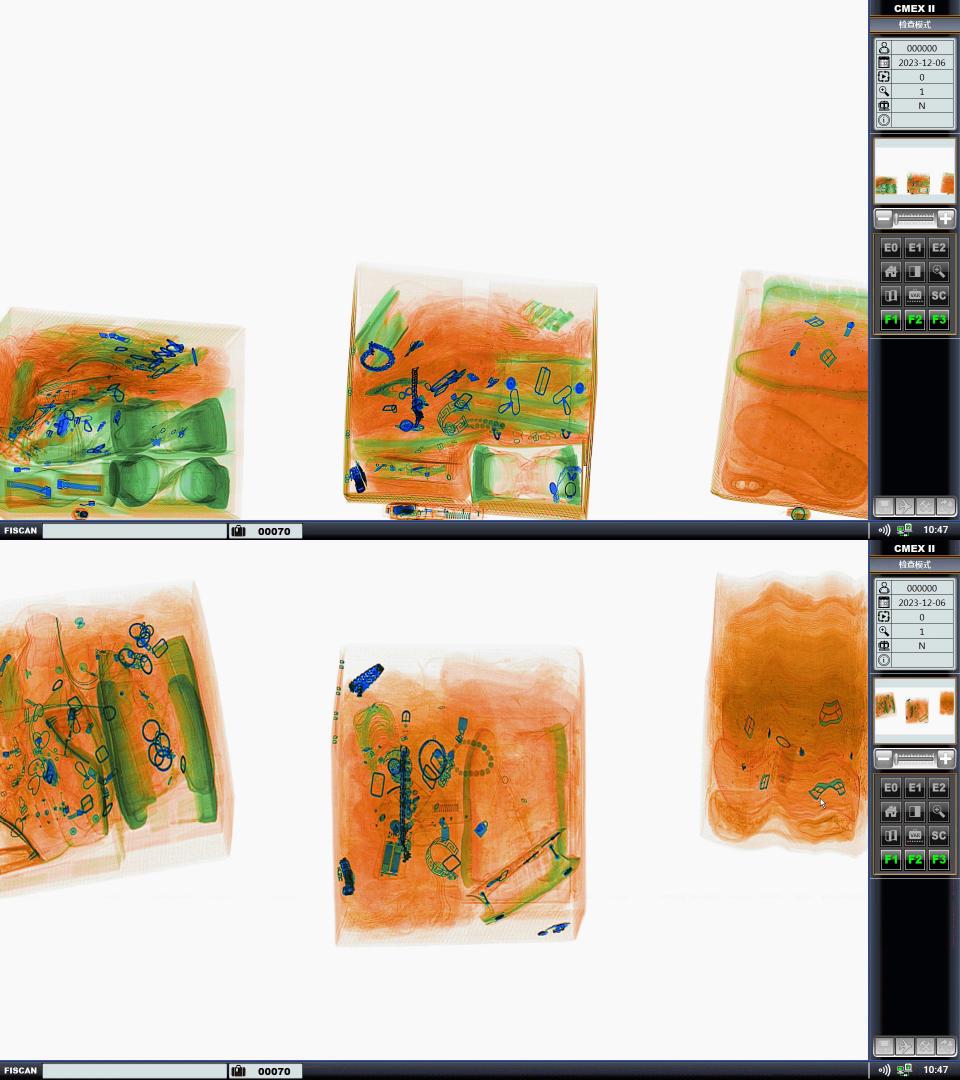 CMEX II
检查模式
000000
2023-12-06
0
1
N
E0 E1 E2
VAR SC
F1 F2 F3
FISCAN 00070 10:47
CMEX II
检查模式
000000
2023-12-06
0
1
N
E0 E1 E2
VAR SC
F1 F2 F3
FISCAN 00070 10:47